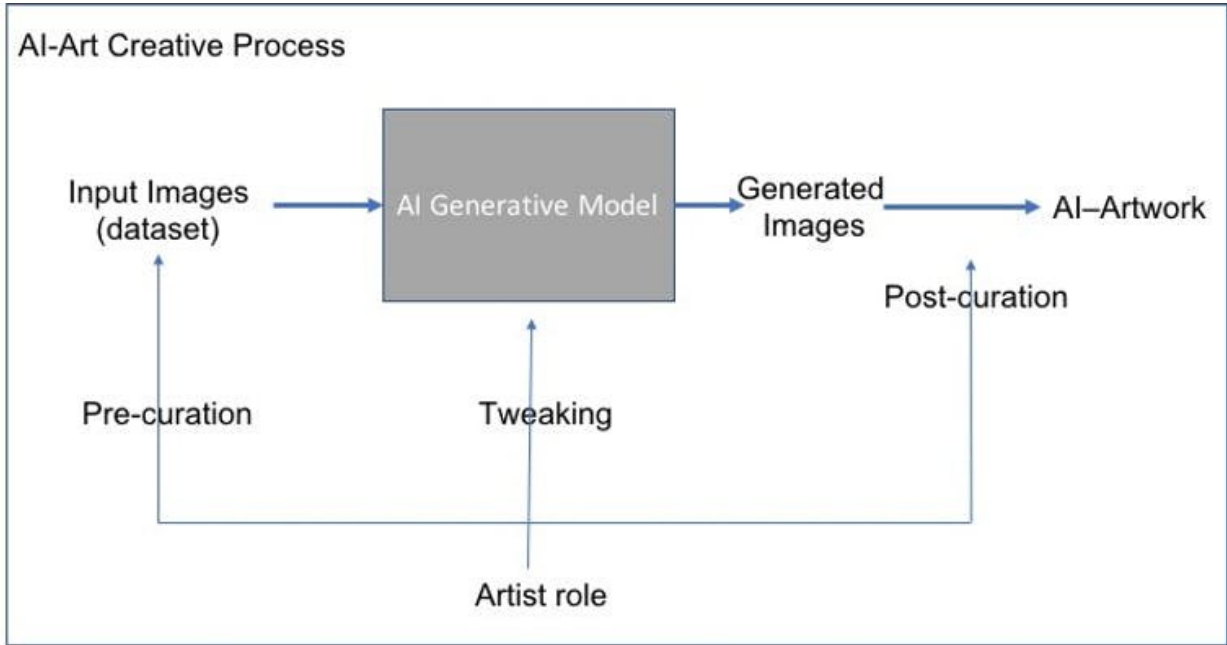 AI-Art Creative Process
Input Images
(dataset)
AI Generative Model
Generated
Images
AI–Artwork
Post-curation
Pre-curation
Tweaking
Artist role